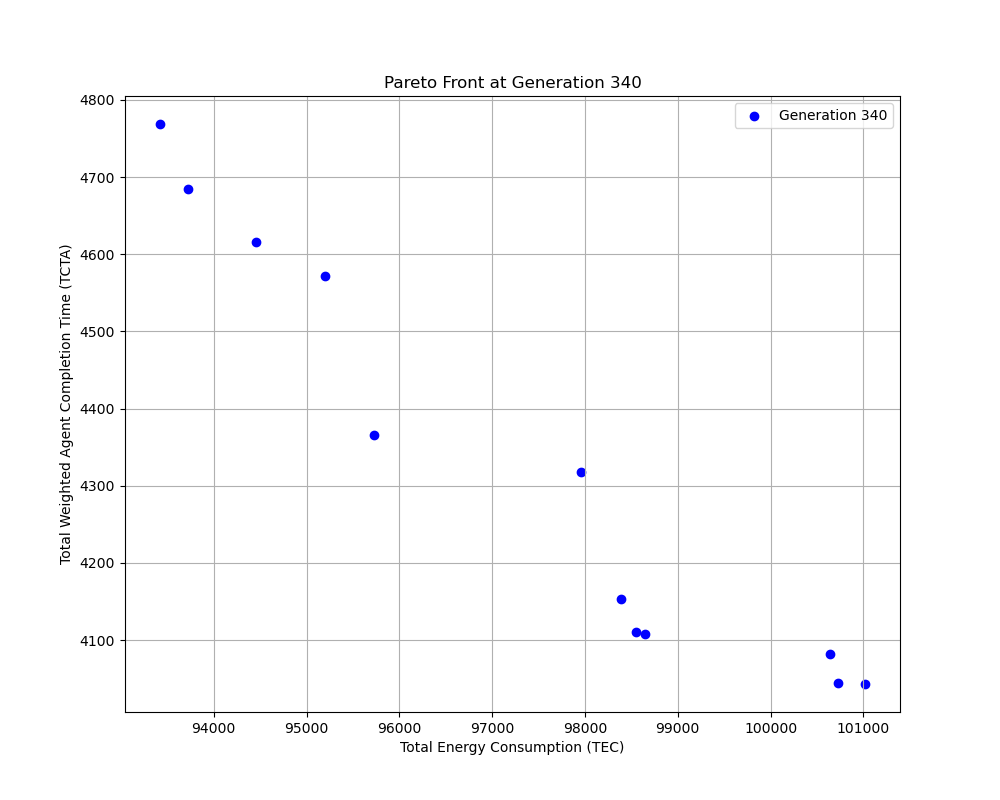 Pareto Front at Generation 340
Generation 340
4800
4700
4600
4500
4400
4300
4200
4100
Total Weighted Agent Completion Time (TCTA)
94000 95000 96000 97000 98000 99000 100000 101000
Total Energy Consumption (TEC)